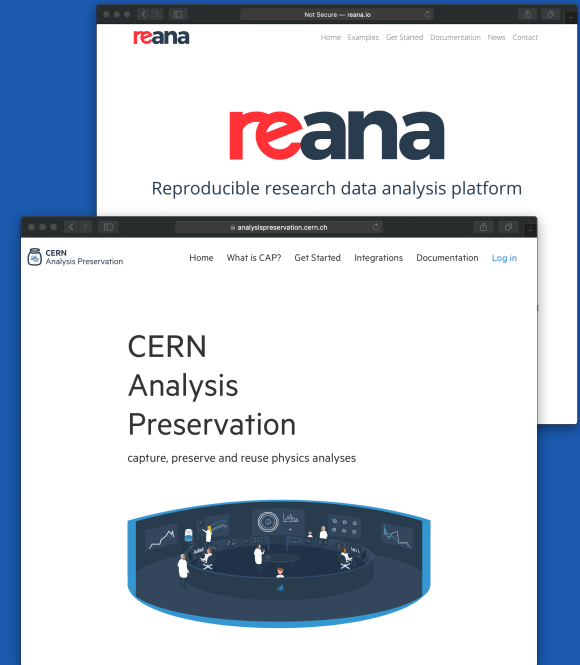 Not Secure — reana.io
reana
Home Examples Get Started Documentation News Contact
reana
Reproducible research data analysis platform
analysispreservation.cern.ch
CERN
Analysis Preservation
Home What is CAP? Get Started Integrations Documentation Log in
CERN
Analysis
Preservation
capture, preserve and reuse physics analyses